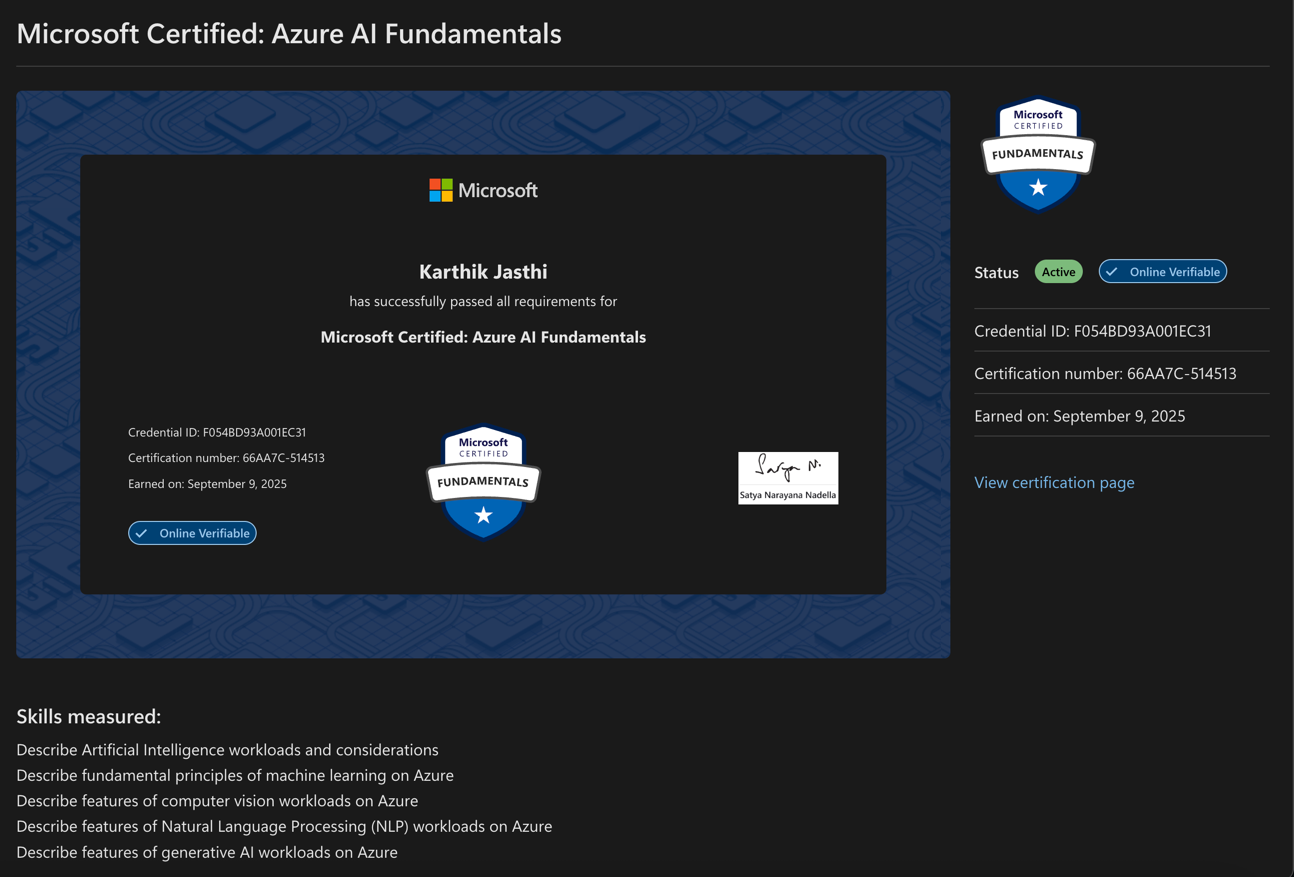 Microsoft Certified: Azure AI Fundamentals
Microsoft
Karthik Jasthi
has successfully passed all requirements for
Microsoft Certified: Azure AI Fundamentals
Credential ID: F054BD93A001EC31
Certification number: 66AA7C-514513
Earned on: September 9, 2025
Online Verifiable
Microsoft
CERTIFIED
FUNDAMENTALS
Satya N.
Satya Narayana Nadella
Microsoft
CERTIFIED
FUNDAMENTALS
Status Active Online Verifiable
Credential ID: F054BD93A001EC31
Certification number: 66AA7C-514513
Earned on: September 9, 2025
View certification page
Skills measured:
Describe Artificial Intelligence workloads and considerations
Describe fundamental principles of machine learning on Azure
Describe features of computer vision workloads on Azure
Describe features of Natural Language Processing (NLP) workloads on Azure
Describe features of generative AI workloads on Azure